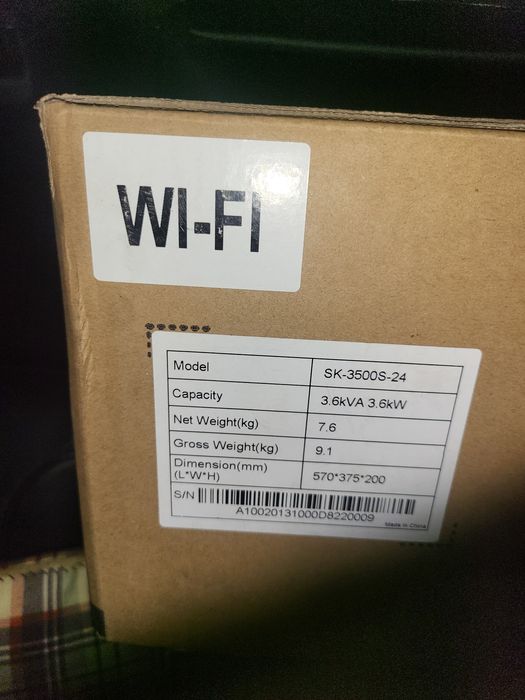 WI-FI
Model SK-3500S-24
Capacity 3.6kVA 3.6kW
Net Weight(kg) 7.6
Gross Weight(kg) 9.1
Dimension(mm)
(L*W*H) 570*375*200
S/N
A10020131000D8220009
Made in China